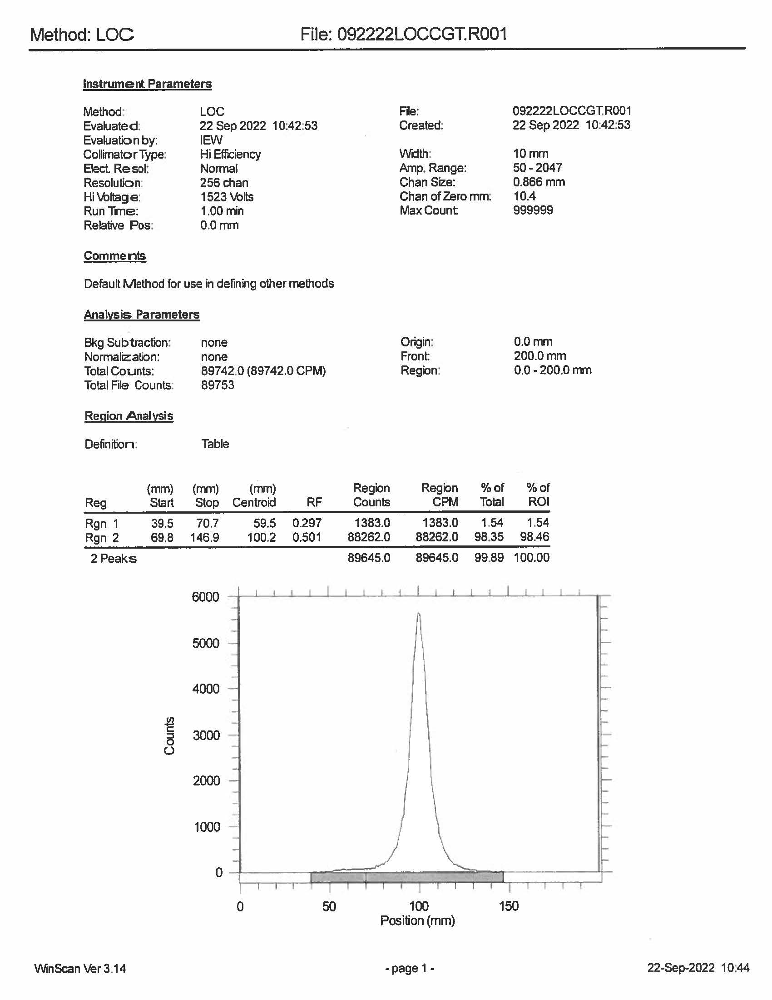 Method: LOC File: 092222LOCCGT.R001
Instrument Parameters
Method: LOC File: 092222LOCCGT.R001
Evaluated: 22 Sep 2022 10:42:53 Created: 22 Sep 2022 10:42:53
Evaluation by: IEW
Collimator Type: Hi Efficiency Width: 10 mm
Elect. Resol: Normal Amp. Range: 50 - 2047
Resolution: 256 chan Chan Size: 0.866 mm
Hi Voltage: 1523 Volts Chan of Zero mm: 10.4
Run Time: 1.00 min Max Count: 999999
Relative Pos: 0.0 mm
Comments
Default Method for use in defining other methods
Analysis Parameters
Bkg Subtraction: none Origin: 0.0 mm
Normalization: none Front: 200.0 mm
Total Counts: 89742.0 (89742.0 CPM) Region: 0.0 - 200.0 mm
Total File Counts: 89753
Region Analysis
Definition: Table
(mm) (mm) (mm) Region Region % of % of
Reg Start Stop Centroid RF Counts CPM Total ROI
Rgn 1 39.5 70.7 59.5 0.297 1383.0 1383.0 1.54 1.54
Rgn 2 69.8 146.9 100.2 0.501 88262.0 88262.0 98.35 98.46
2 Peaks 89645.0 89645.0 99.89 100.00
6000
5000
4000
Counts
3000
2000
1000
0
0 50 100 150
Position (mm)
WinScan Ver 3.14 - page 1 - 22-Sep-2022 10:44